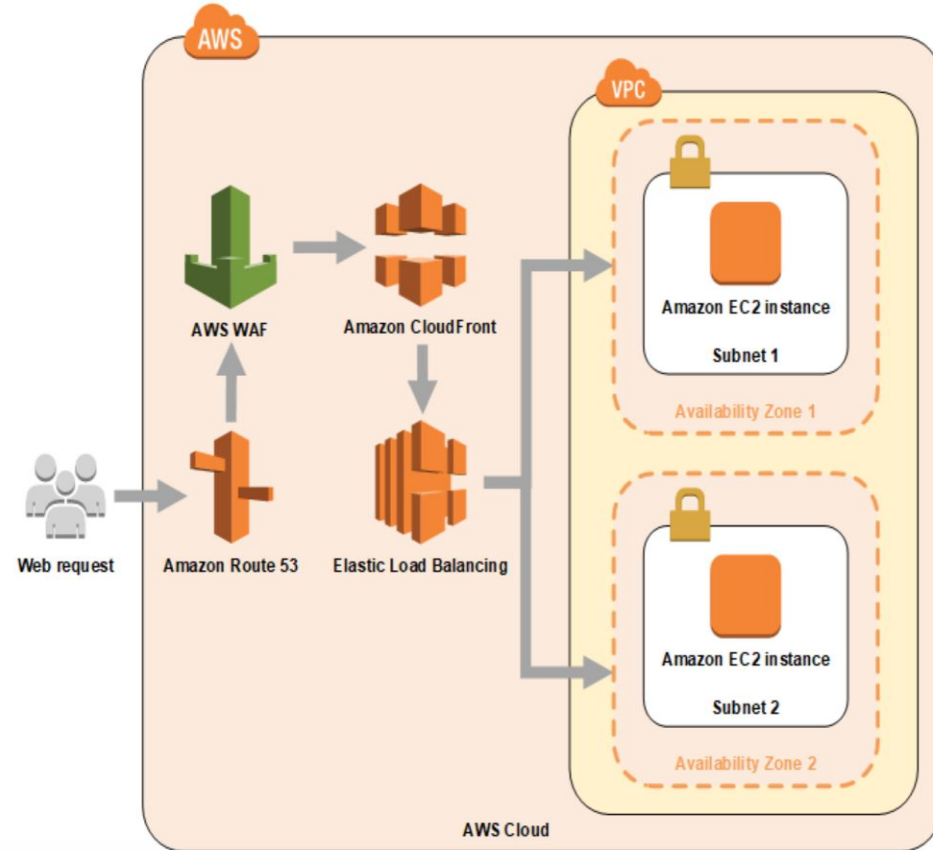 AWS
VPC
Amazon EC2 instance
Subnet 1
Availability Zone 1
AWS WAF
Amazon CloudFront
Web request
Amazon Route 53
Elastic Load Balancing
Amazon EC2 instance
Subnet 2
Availability Zone 2
AWS Cloud